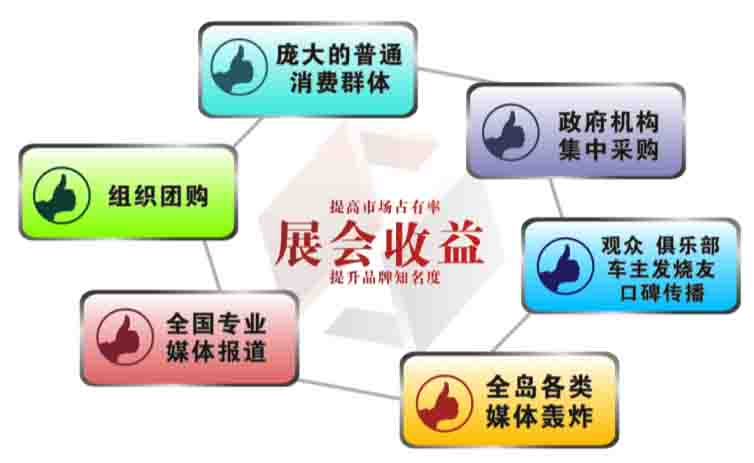 庞大的普通
消费群体
政府机构
集中采购
组织团购
提高市场占有率
展会收益
提升品牌知名度
观众 俱乐部
车主发烧友
口碑传播
全国专业
媒体报道
全岛各类
媒体轰炸